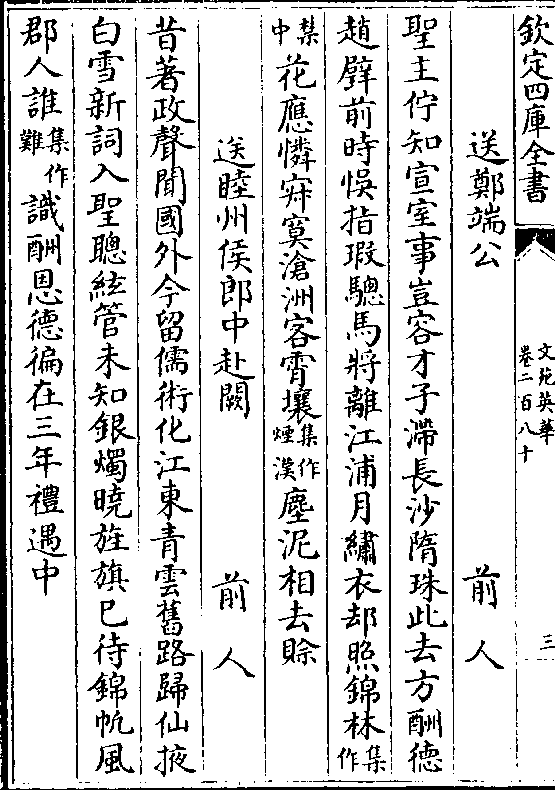 欽定四庫全書
文苑英華
卷二百八十
三
送鄭端公　前人
聖主佇知宣室事豈容才子滯長沙隋珠此去方酬德
趙璧前時悞指瑕驄馬將離江浦月繡衣却照錦林集作
禁中花應憐寂寞滄洲客霄壤集作煙漢塵泥相去賒
送睦州侯郎中赴闕　前人
昔著政聲聞國外今留儒術化江東青雲舊路歸仙掖
白雪新詞入聖聰絃管未知銀燭曉旌旗巳待錦帆風
郡人誰集作難識酬恩德徧在三年禮遇中